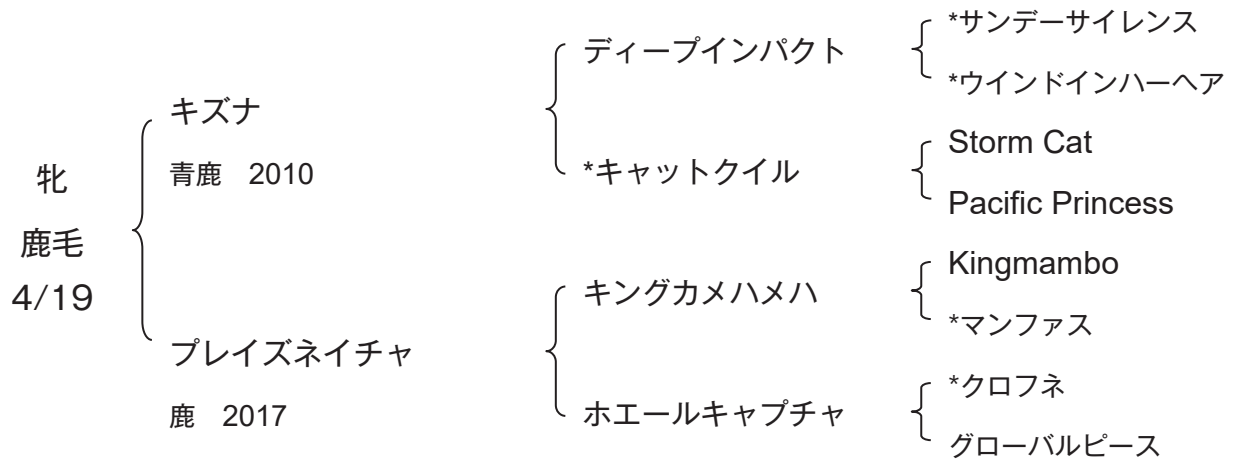 牝
鹿毛
4/19
キズナ
青鹿　2010
プレイズネイチャ
鹿　2017
ディープインパクト
*キャットクイル
キングカメハメハ
ホエールキャプチャ
*サンデーサイレンス
*ウインドインハーヘア
Storm Cat
Pacific Princess
Kingmambo
*マンファス
*クロフネ
グローバルピース